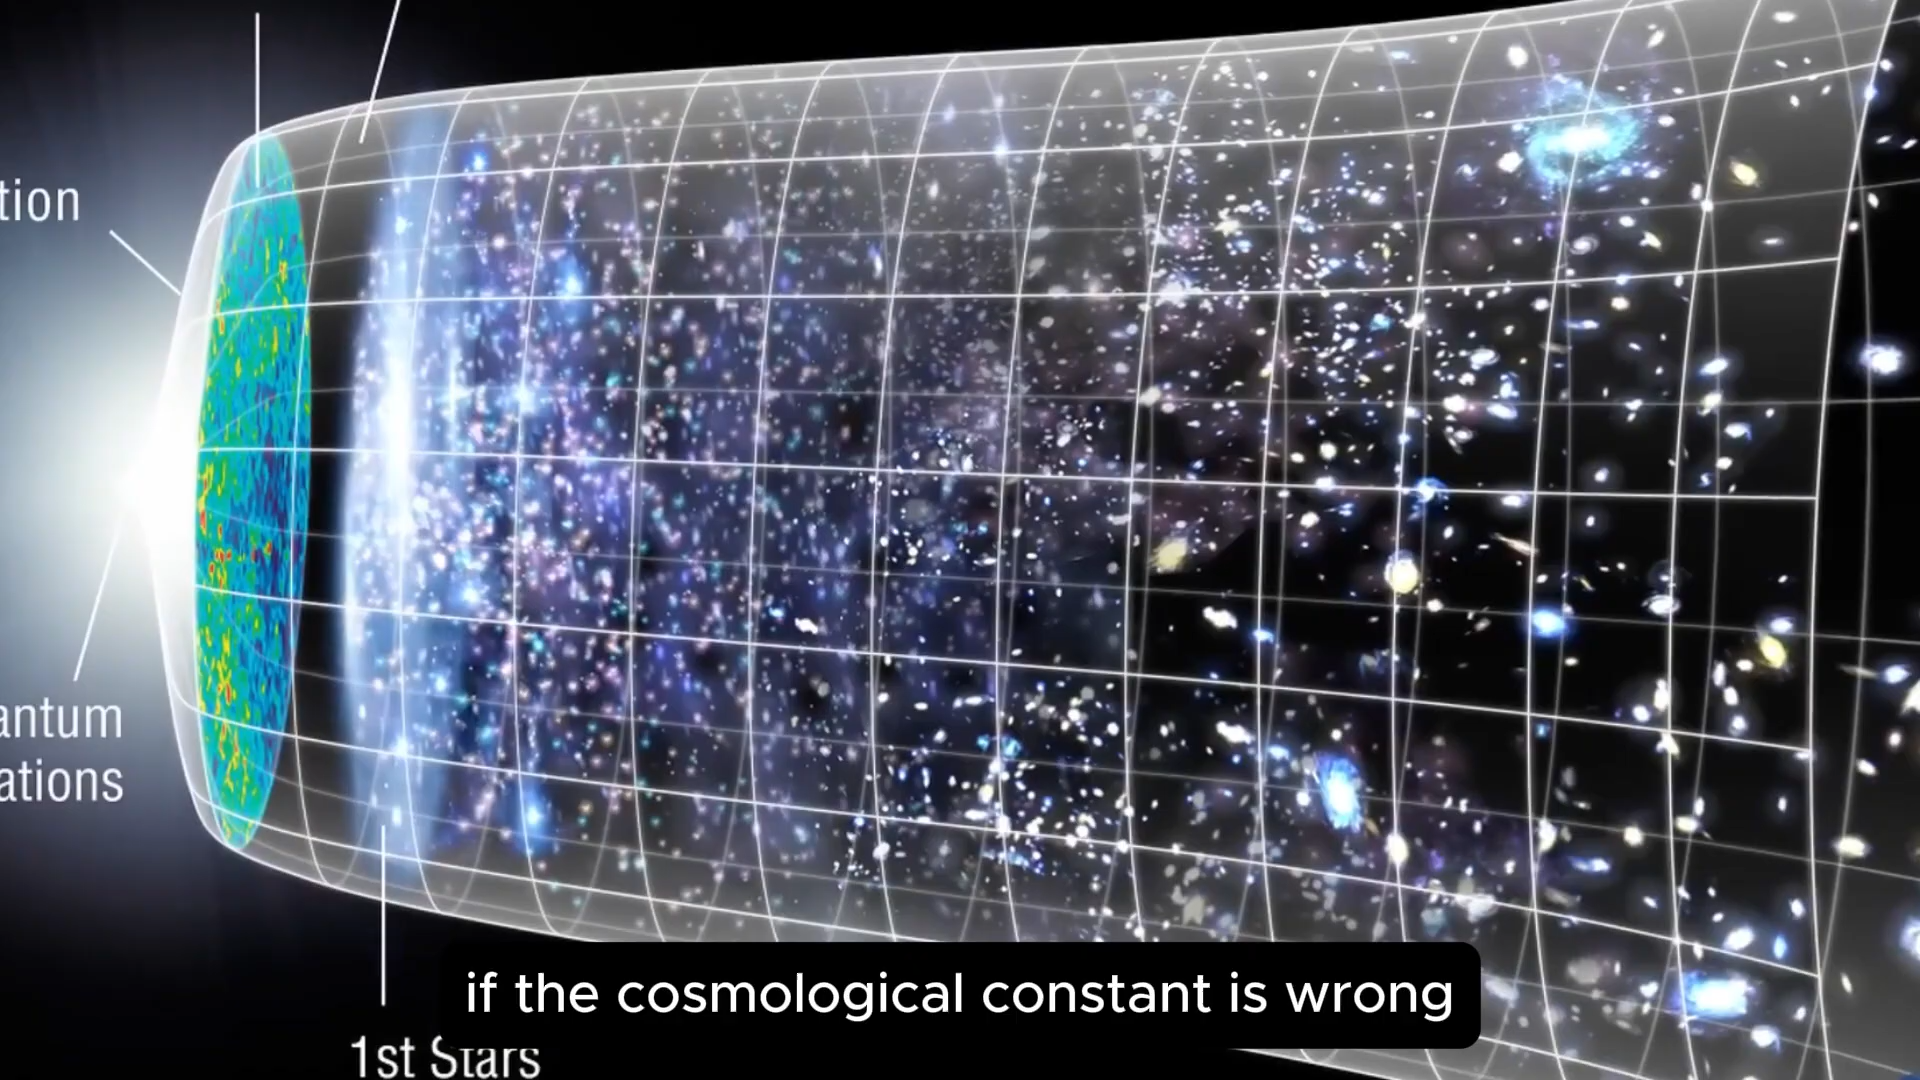 tion
antum
ations
if the cosmological constant is wrong
1st Stars